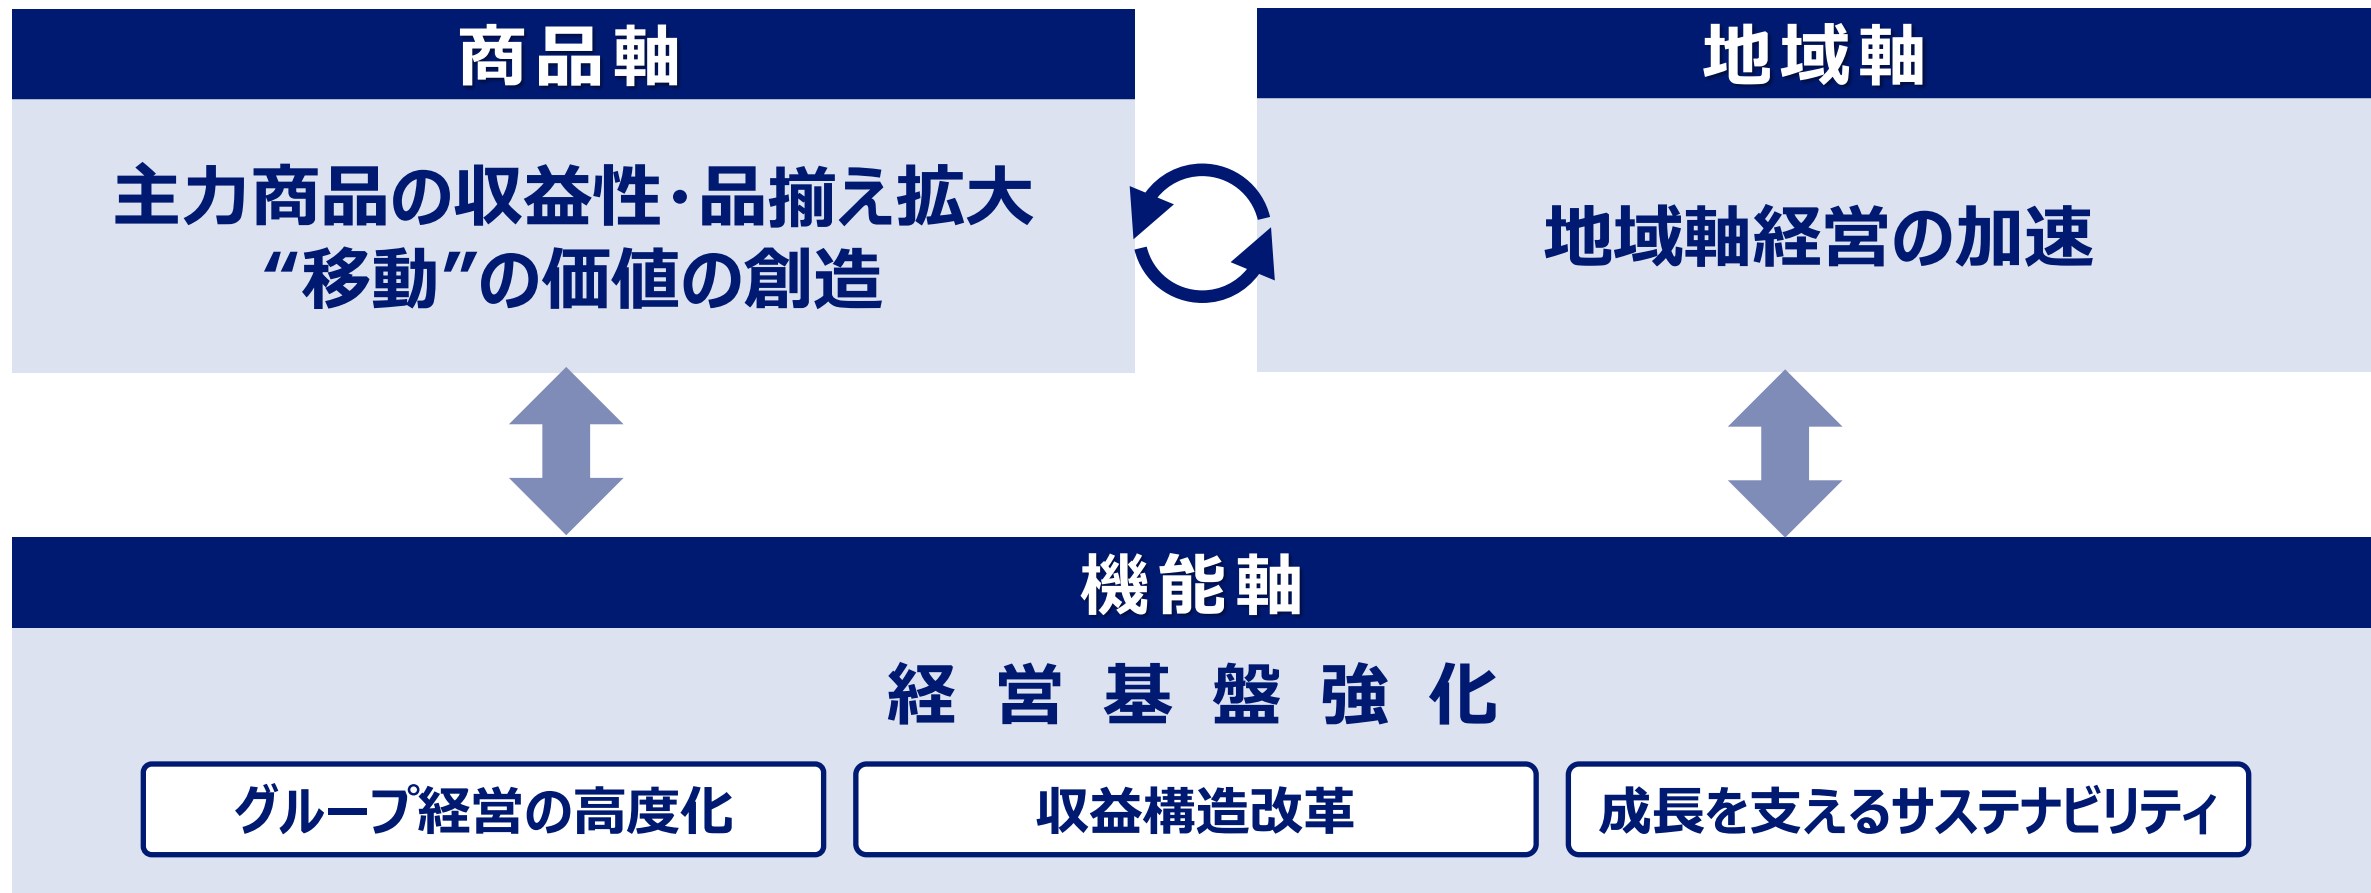 商品軸
主力商品の収益性・品揃え拡大
“移動”の価値の創造
地域軸
地域軸経営の加速
機能軸
経営基盤強化
グループ経営の高度化
収益構造改革
成長を支えるサステナビリティ